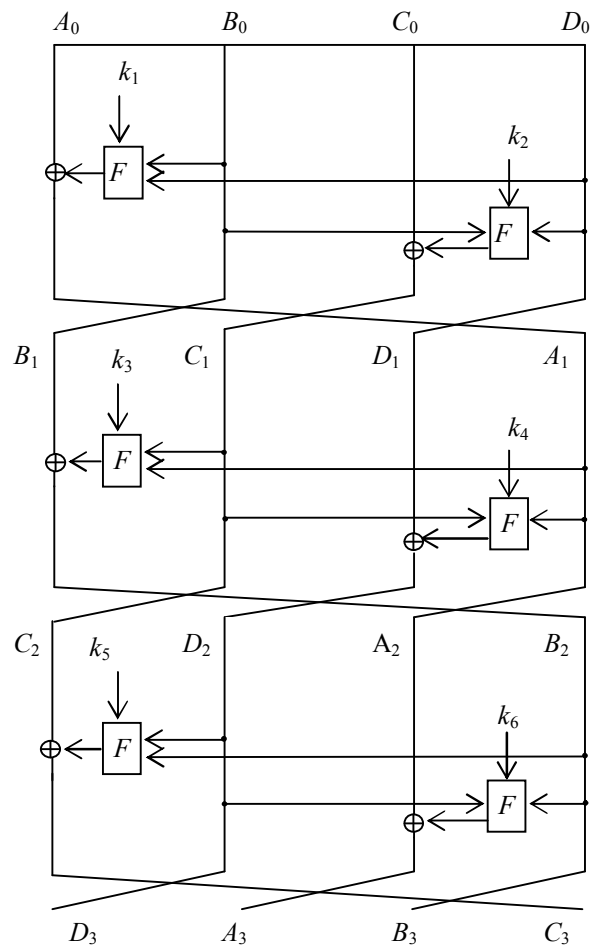 A₀ B₀ C₀ D₀
k₁
k₂
F
F
B₁ C₁ D₁ A₁
k₃
k₄
F
F
C₂ D₂ A₂ B₂
k₅
k₆
F
F
D₃ A₃ B₃ C₃